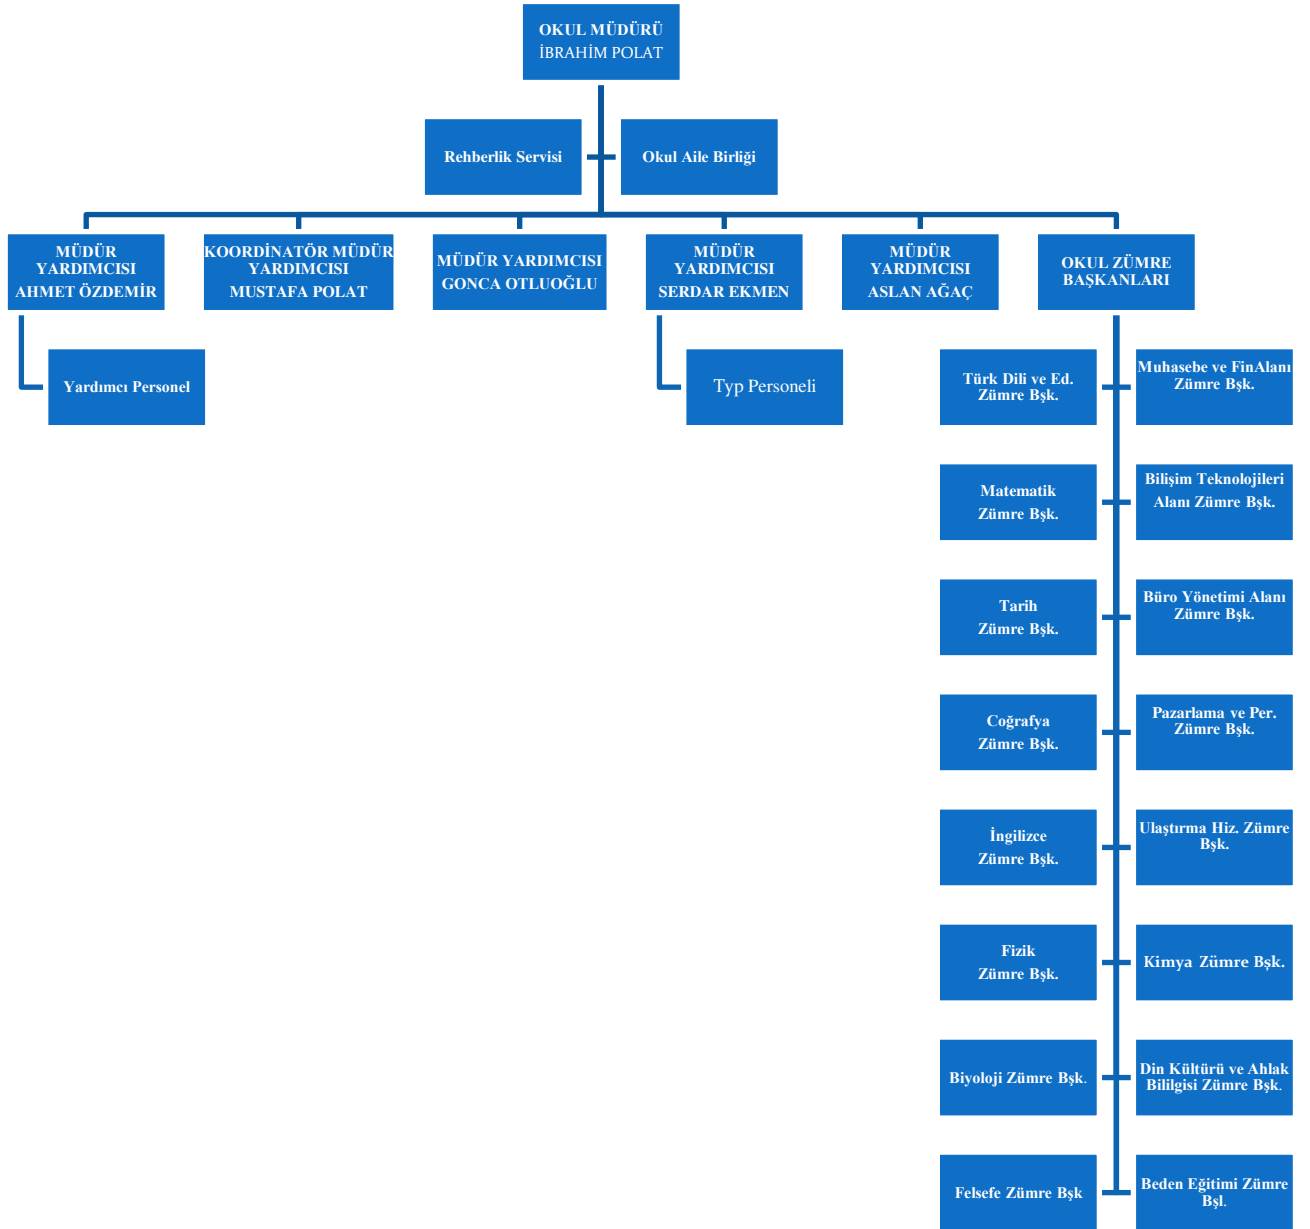 OKUL MÜDÜRÜ
İBRAHİM POLAT
Rehberlik Servisi
Okul Aile Birliği
MÜDÜR
YARDIMCISI
AHMET ÖZDEMİR
KOORDİNATÖR MÜDÜR
YARDIMCISI
MUSTAFA POLAT
MÜDÜR YARDIMCISI
GONCA OTLUOĞLU
MÜDÜR
YARDIMCISI
SERDAR EKMEN
MÜDÜR
YARDIMCISI
ASLAN AĞAÇ
OKUL ZÜMRE
BAŞKANLARI
Yardımcı Personel
Typ Personeli
Türk Dili ve Ed.
Zümre Bşk.
Muhasebe ve FinAlanı
Zümre Bşk.
Matematik
Zümre Bşk.
Bilişim Teknolojileri
Alanı Zümre Bşk.
Tarih
Zümre Bşk.
Büro Yönetimi Alanı
Zümre Bşk.
Coğrafya
Zümre Bşk.
Pazarlama ve Per.
Zümre Bşk.
İngilizce
Zümre Bşk.
Ulaştırma Hiz. Zümre
Bşk.
Fizik
Zümre Bşk.
Kimya Zümre Bşk.
Biyoloji Zümre Bşk.
Din Kültürü ve Ahlak
Bililgisi Zümre Bşk.
Felsefe Zümre Bşk
Beden Eğitimi Zümre
Bşl.